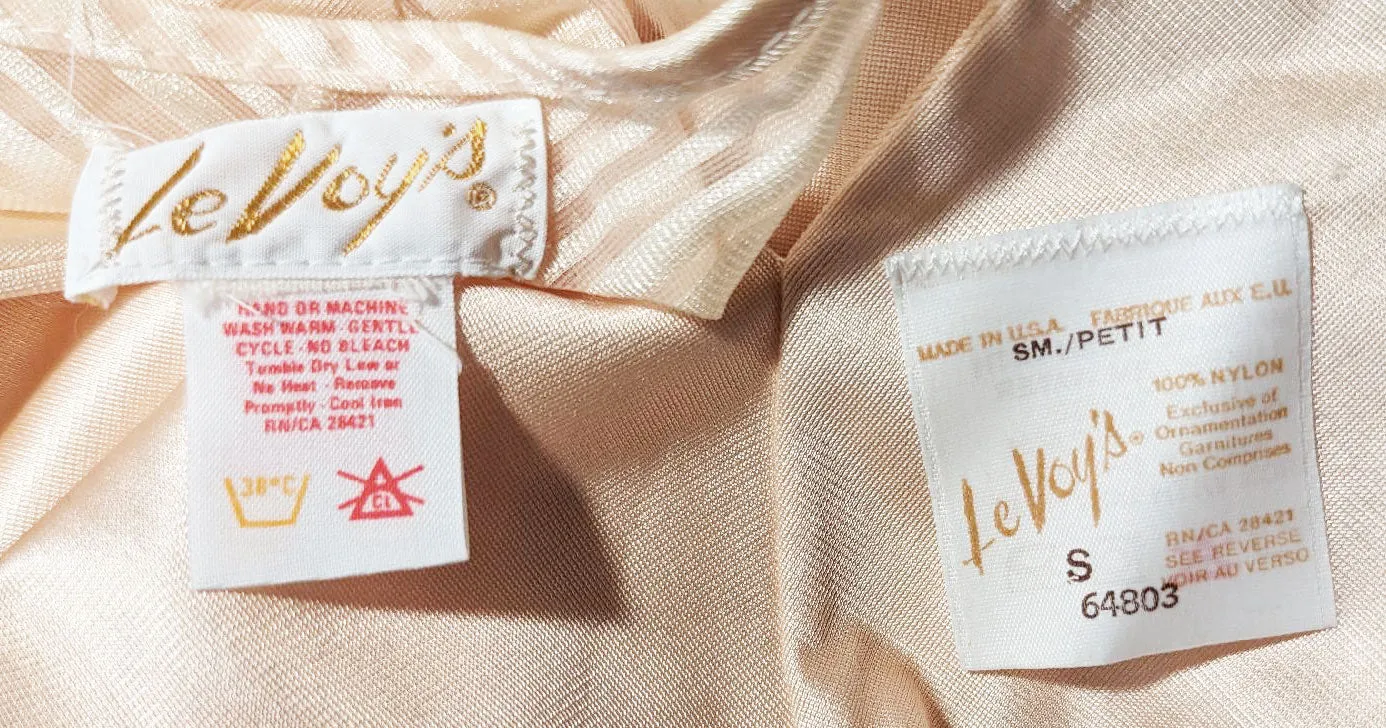 LeVoy's®
HAND OR MACHINE
WASH WARM - GENTLE
CYCLE - NO BLEACH
Tumble Dry Low or
No Heat - Remove
Promptly - Cool Iron
RN/CA 28421
38°C
CL
MADE IN U.S.A. FABRIQUE AUX E.U.
SM./PETIT
100% NYLON
Exclusive of
Ornamentation
Garnitures
Non Comprises
LeVoy's®
RN/CA 28421
SEE REVERSE
VOIR AU VERSO
S
64803